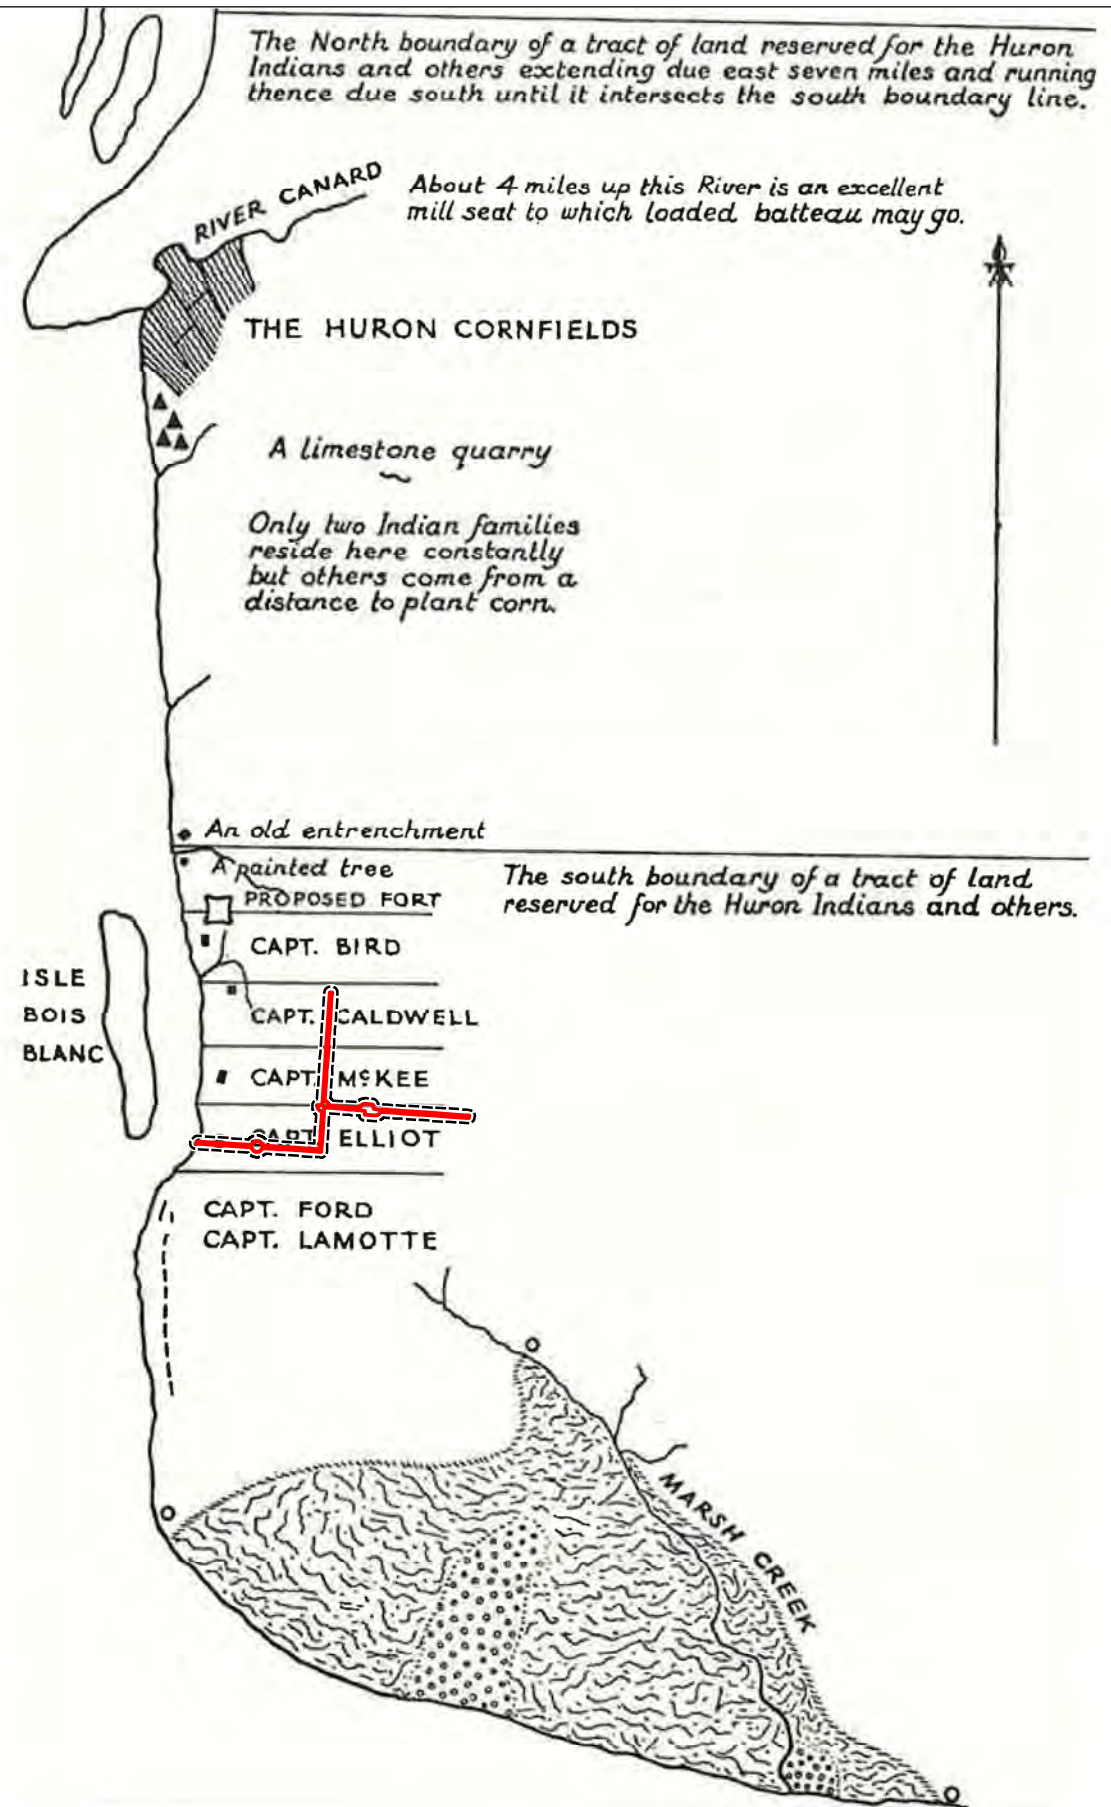 The North boundary of a tract of land reserved for the Huron
Indians and others extending due east seven miles and running
thence due south until it intersects the south boundary line.
RIVER CANARD
About 4 miles up this River is an excellent
mill seat to which loaded batteau may go.
THE HURON CORNFIELDS
A limestone quarry
Only two Indian families
reside here constantly
but others come from a
distance to plant corn.
An old entrenchment
A painted tree
PROPOSED FORT
The south boundary of a tract of land
reserved for the Huron Indians and others.
CAPT. BIRD
ISLE
BOIS
BLANC
CAPT. CALDWELL
CAPT. McKEE
CAPT. ELLIOT
CAPT. FORD
CAPT. LAMOTTE
MARSH CREEK